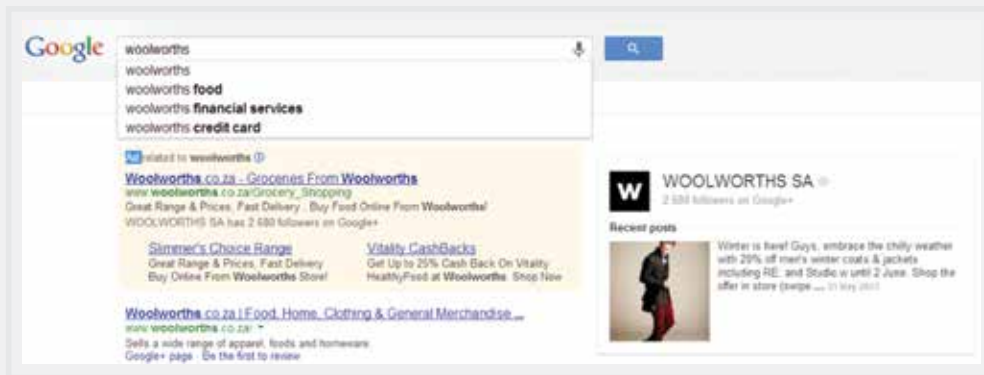 Google
woolworths
woolworths
woolworths food
woolworths financial services
woolworths credit card
Ad related to woolworths
Woolworths.co.za - Groceries From Woolworths
www.woolworths.co.za/Grocery_Shopping
Great Range & Prices, Fast Delivery . Buy Food Online From Woolworths!
WOOLWORTHS SA has 2 680 followers on Google+
Slimmer's Choice Range
Great Range & Prices, Fast Delivery
Buy Online From Woolworths Store!
Vitality CashBacks
Get Up to 25% Cash Back On Vitality
HealthyFood at Woolworths. Shop Now
Woolworths.co.za | Food, Home, Clothing & General Merchandise ...
www.woolworths.co.za/
Sells a wide range of apparel, foods and homeware.
Google+ page - Be the first to review
W
WOOLWORTHS SA
2 680 followers on Google+
Recent posts
Winter is here! Guys, embrace the chilly weather
with 20% off men's winter coats & jackets
including RE: and Studio w until 2 June. Shop the
offer in store (swipe ... 31 May 2013